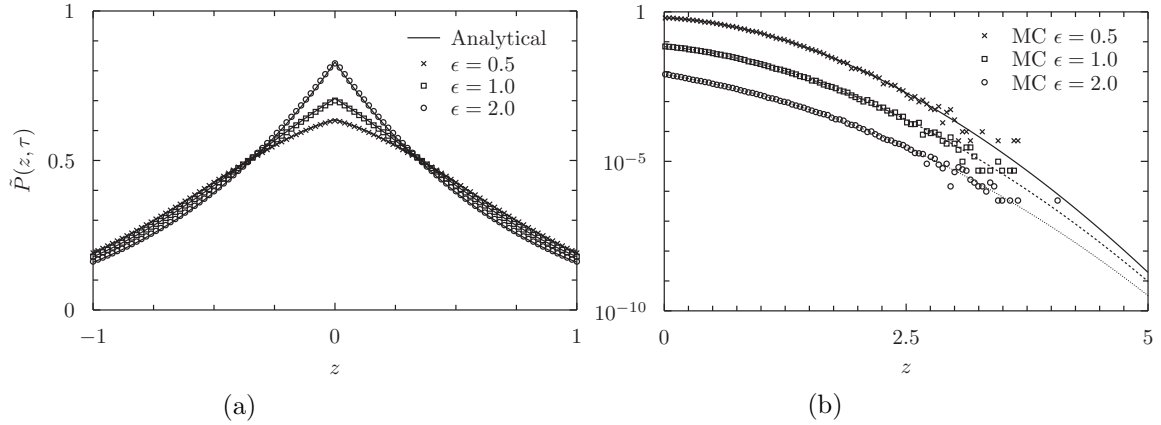 1
0.5
0
−1
0
1
P̃(z, τ)
z
Analytical
ϵ = 0.5
ϵ = 1.0
ϵ = 2.0
(a)
1
10⁻⁵
10⁻¹⁰
0
2.5
5
z
MC ϵ = 0.5
MC ϵ = 1.0
MC ϵ = 2.0
(b)